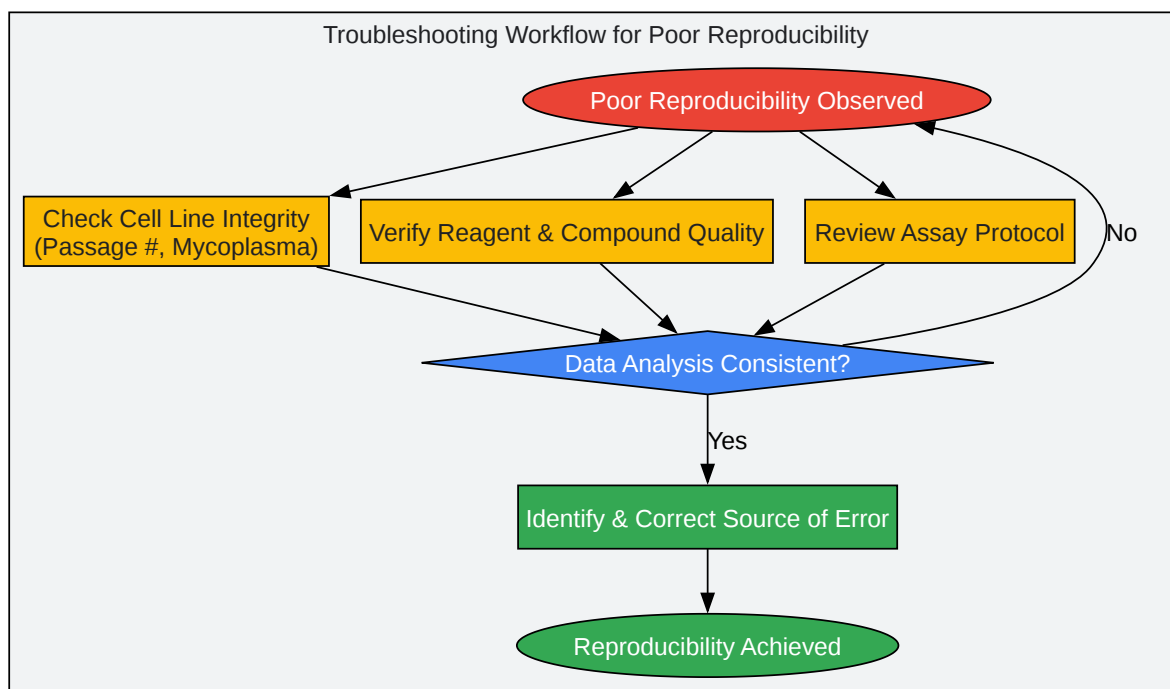 Troubleshooting Workflow for Poor Reproducibility
Poor Reproducibility Observed
Check Cell Line Integrity
(Passage #, Mycoplasma)
Verify Reagent & Compound Quality
Review Assay Protocol
No
Data Analysis Consistent?
Yes
Identify & Correct Source of Error
Reproducibility Achieved